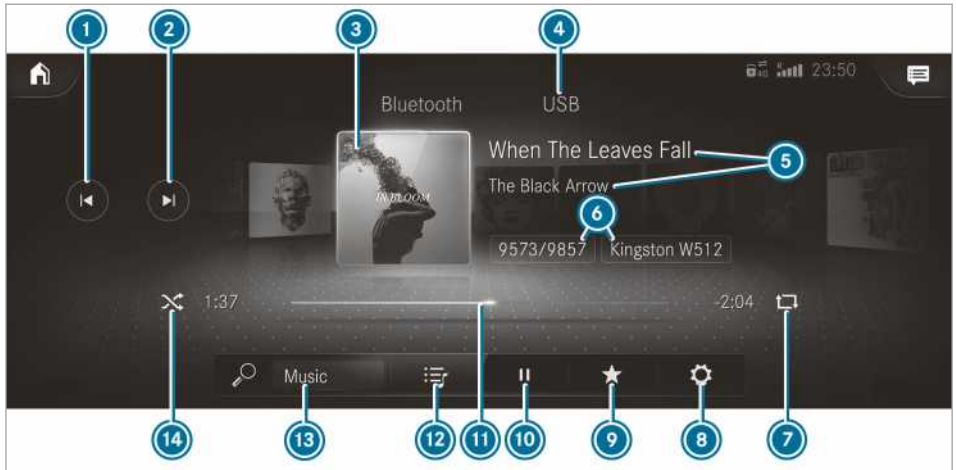 1 2 3 4
4G 23:50
Bluetooth USB
When The Leaves Fall
5
The Black Arrow
IN BLOOM
6
9573/9857 Kingston W512
1:37 -2:04
Music
14 13 12 11 10 9 8 7